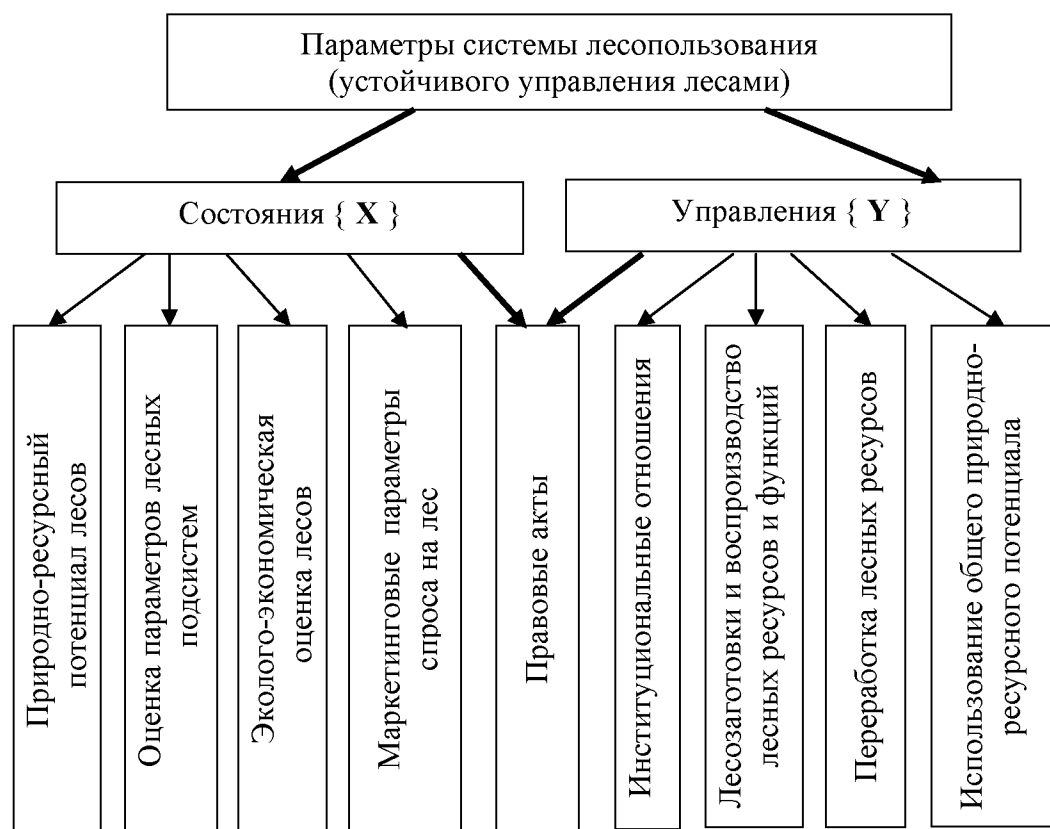 Параметры системы лесопользования
(устойчивого управления лесами)
Состояния { X }
Управления { Y }
Природно-ресурсный
потенциал лесов
Оценка параметров лесных
подсистем
Эколого-экономическая
оценка лесов
Маркетинговые параметры
спроса на лес
Правовые акты
Институциональные отношения
Лесозаготовки и воспроизводство
лесных ресурсов и функций
Переработка лесных ресурсов
Использование общего природно-
ресурсного потенциала